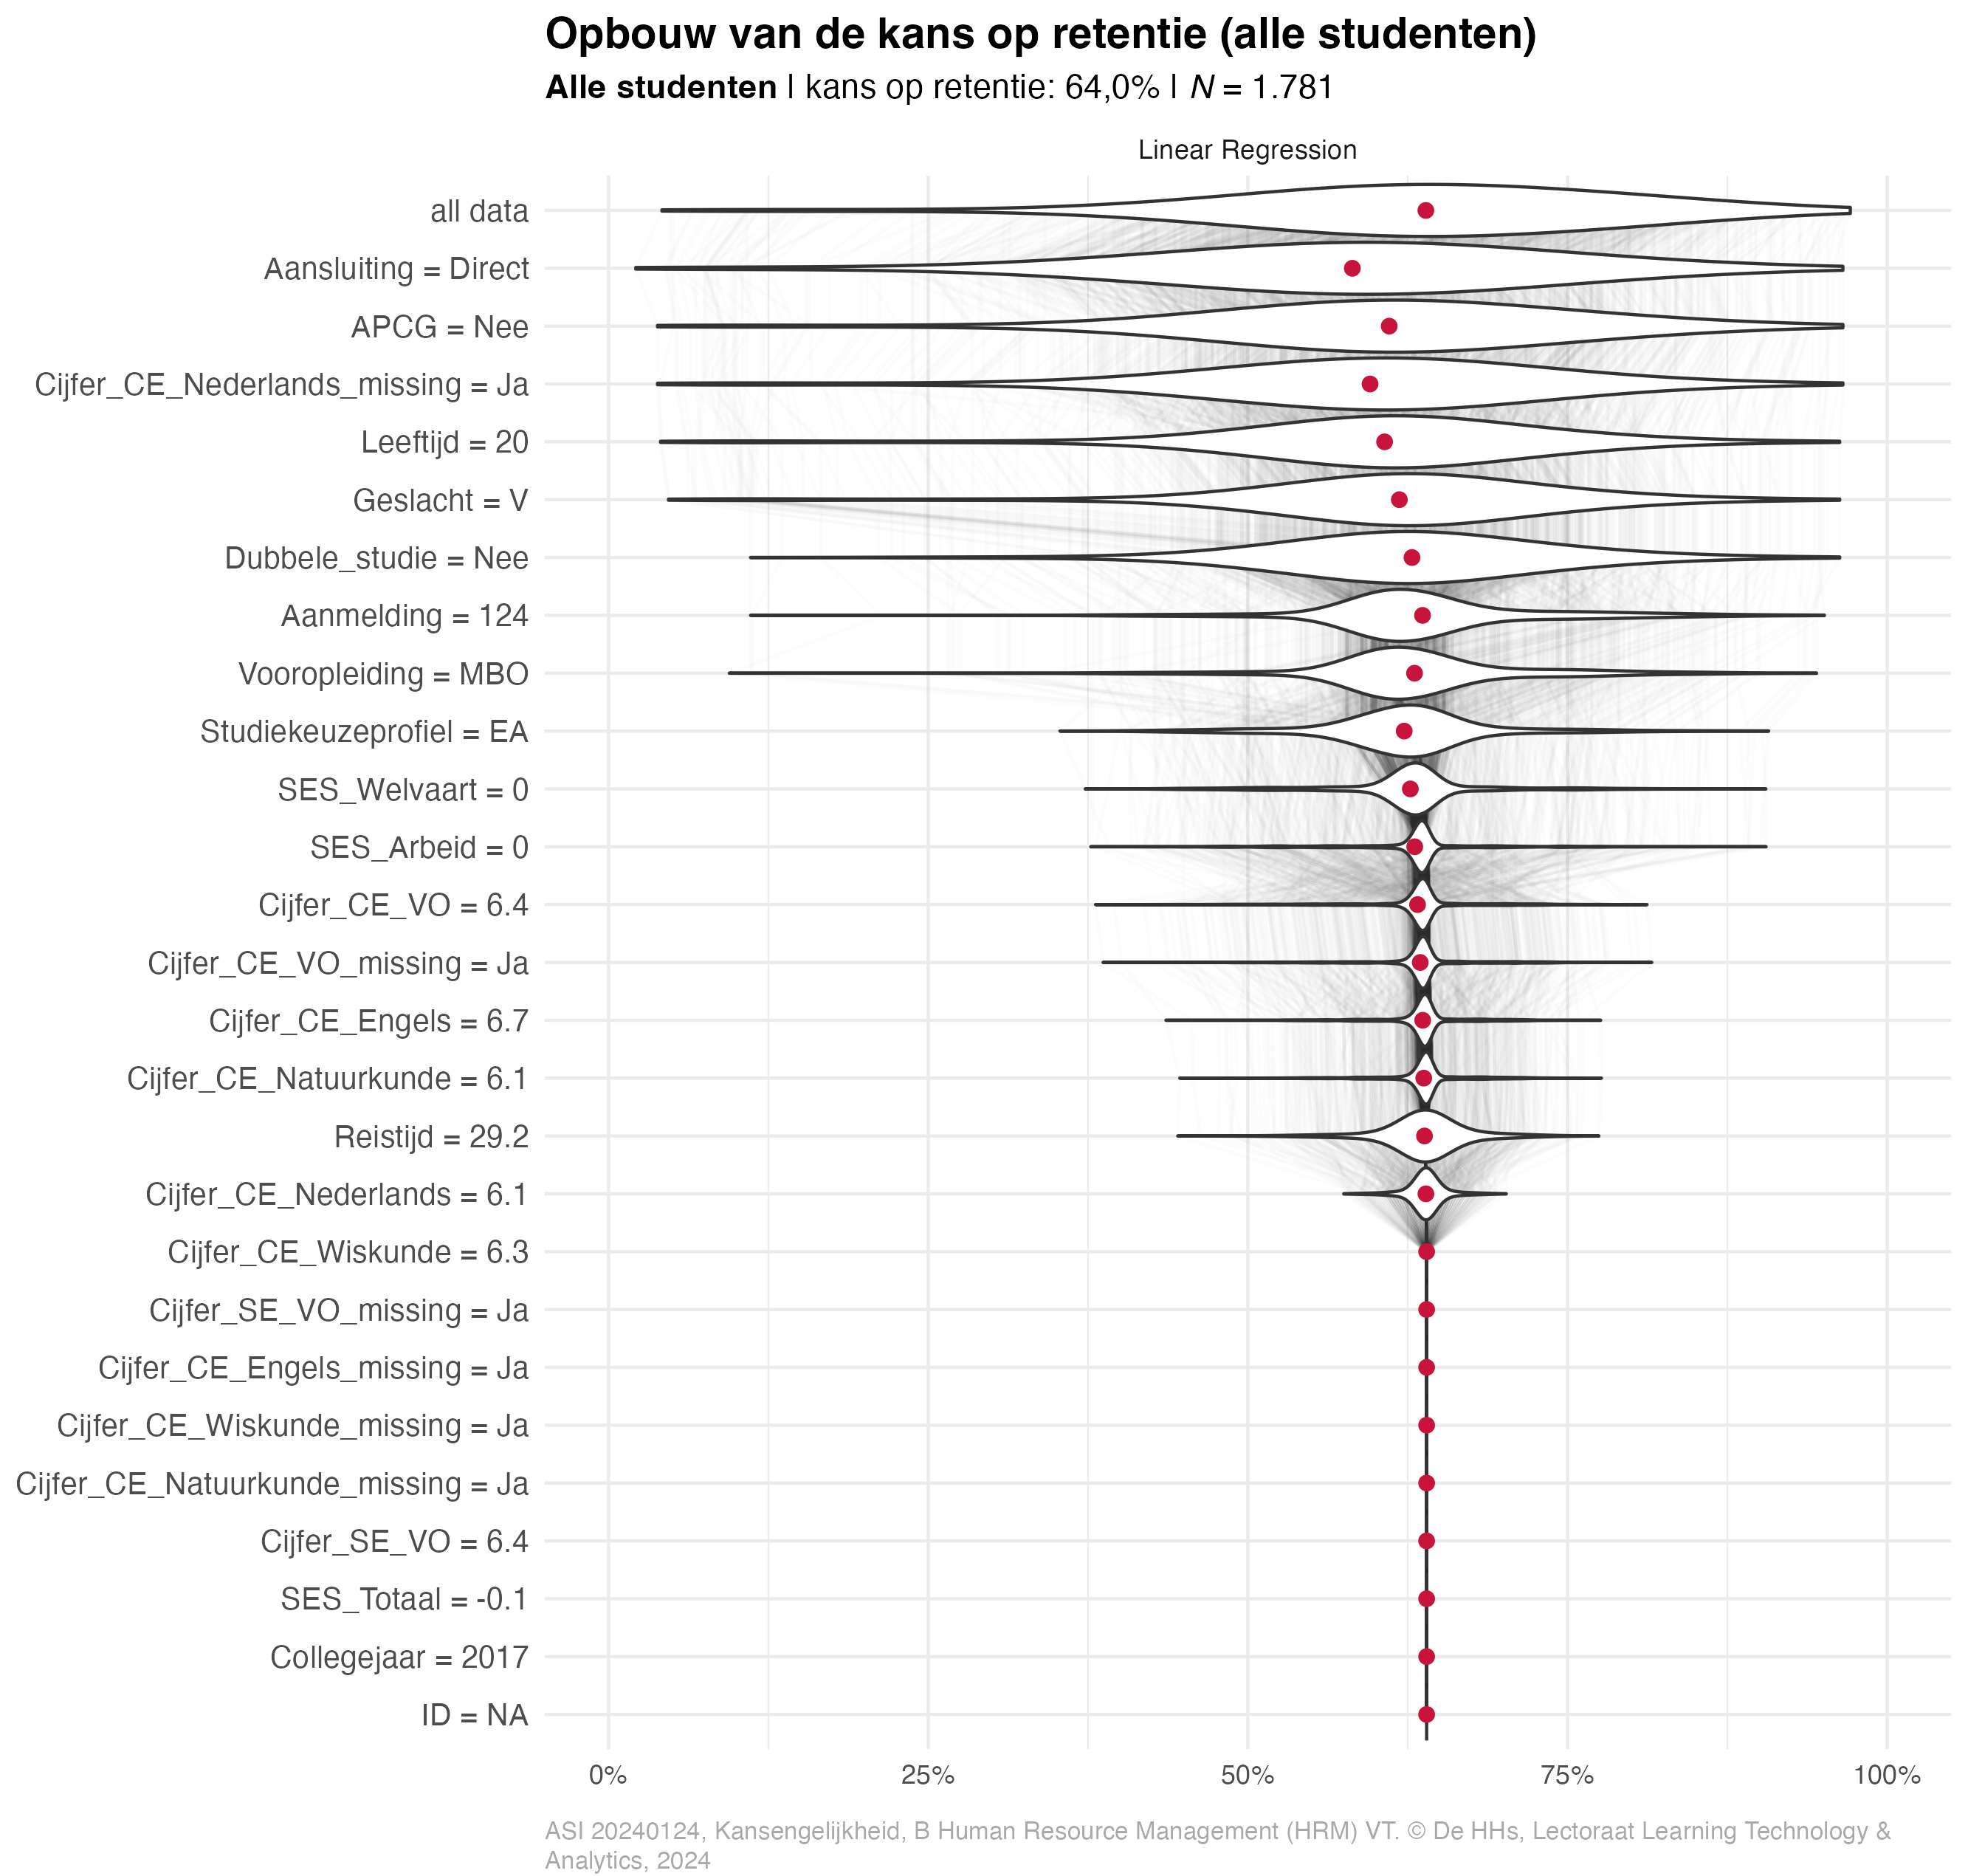 Opbouw van de kans op retentie (alle studenten)
Alle studenten | kans op retentie: 64,0% | N = 1.781
Linear Regression
all data
Aansluiting = Direct
APCG = Nee
Cijfer_CE_Nederlands_missing = Ja
Leeftijd = 20
Geslacht = V
Dubbele_studie = Nee
Aanmelding = 124
Vooropleiding = MBO
Studiekeuzeprofiel = EA
SES_Welvaart = 0
SES_Arbeid = 0
Cijfer_CE_VO = 6.4
Cijfer_CE_VO_missing = Ja
Cijfer_CE_Engels = 6.7
Cijfer_CE_Natuurkunde = 6.1
Reistijd = 29.2
Cijfer_CE_Nederlands = 6.1
Cijfer_CE_Wiskunde = 6.3
Cijfer_SE_VO_missing = Ja
Cijfer_CE_Engels_missing = Ja
Cijfer_CE_Wiskunde_missing = Ja
Cijfer_CE_Natuurkunde_missing = Ja
Cijfer_SE_VO = 6.4
SES_Totaal = -0.1
Collegejaar = 2017
ID = NA
0% 25% 50% 75% 100%
ASI 20240124, Kansengelijkheid, B Human Resource Management (HRM) VT. © De HHs, Lectoraat Learning Technology &
Analytics, 2024